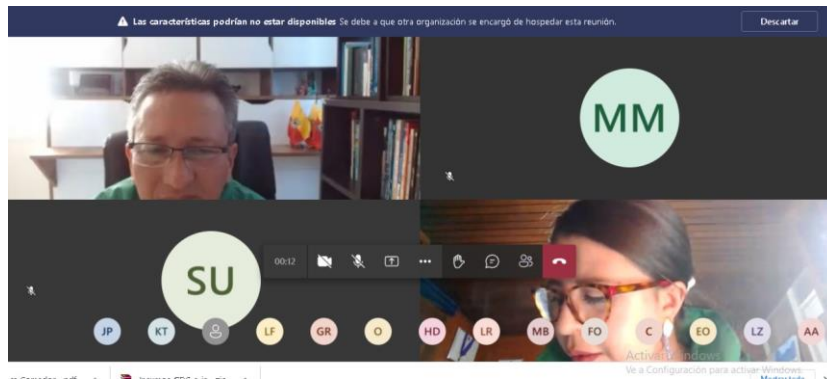 Las características podrían no estar disponibles Se debe a que otra organización se encargó de hospedar esta reunión.
Descartar
MM
SU
00:12
JP KT LF GR O HD LR MB FO C EO LZ AA
Activar Windows
Ve a Configuración para activar Windows.